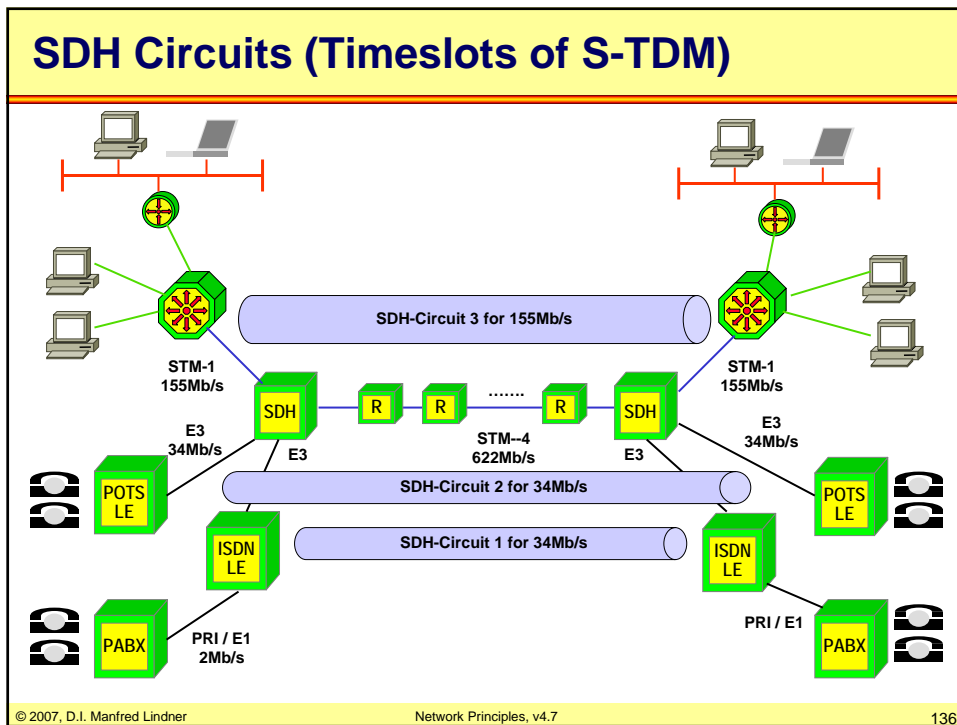 SDH Circuits (Timeslots of S-TDM)
SDH-Circuit 3 for 155Mb/s
STM-1
155Mb/s
STM-1
155Mb/s
SDH
R
R
.......
R
SDH
E3
34Mb/s
E3
STM--4
622Mb/s
E3
E3
34Mb/s
POTS
LE
SDH-Circuit 2 for 34Mb/s
POTS
LE
ISDN
LE
SDH-Circuit 1 for 34Mb/s
ISDN
LE
PABX
PRI / E1
2Mb/s
PRI / E1
PABX
© 2007, D.I. Manfred Lindner
Network Principles, v4.7
136